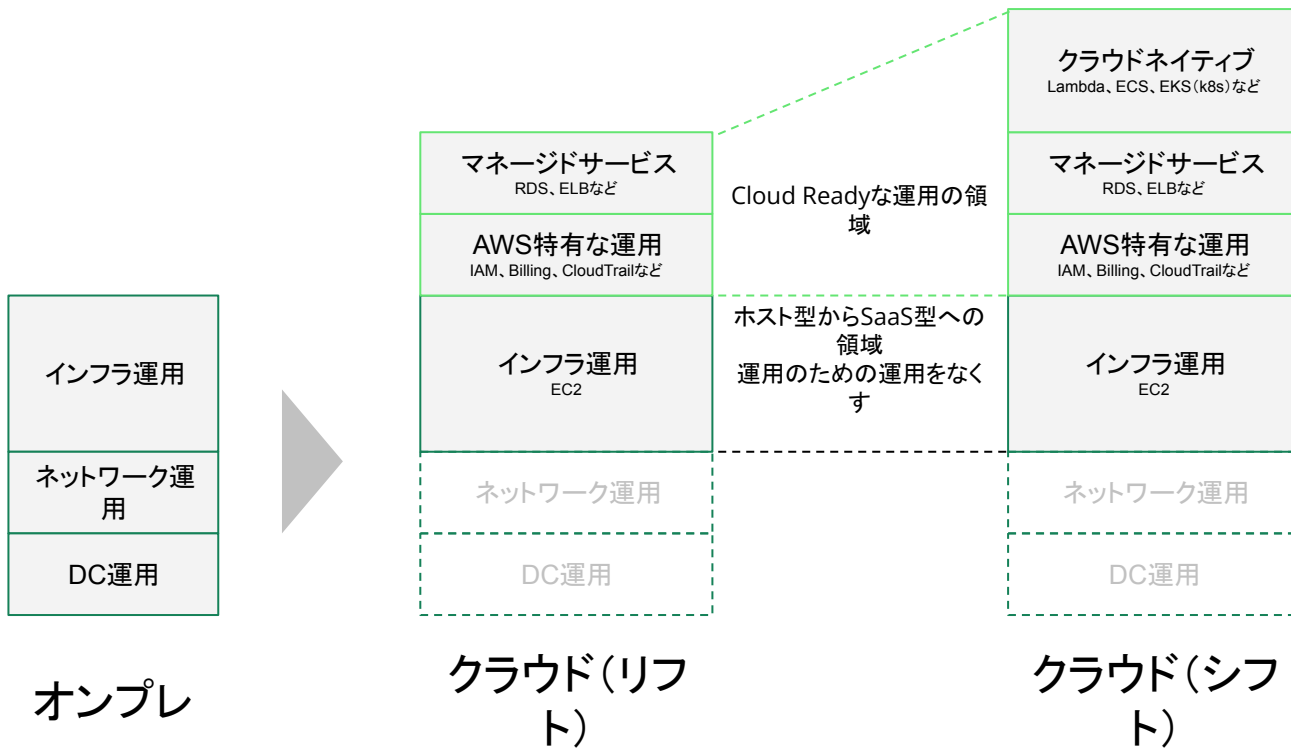 インフラ運用
ネットワーク運
用
DC運用
オンプレ
マネージドサービス
RDS、ELBなど
AWS特有な運用
IAM、Billing、CloudTrailなど
インフラ運用
EC2
ネットワーク運用
DC運用
クラウド（リフ
ト）
Cloud Readyな運用の領
域
ホスト型からSaaS型への
領域
運用のための運用をなく
す
クラウドネイティブ
Lambda、ECS、EKS（k8s）など
マネージドサービス
RDS、ELBなど
AWS特有な運用
IAM、Billing、CloudTrailなど
インフラ運用
EC2
ネットワーク運用
DC運用
クラウド（シフ
ト）